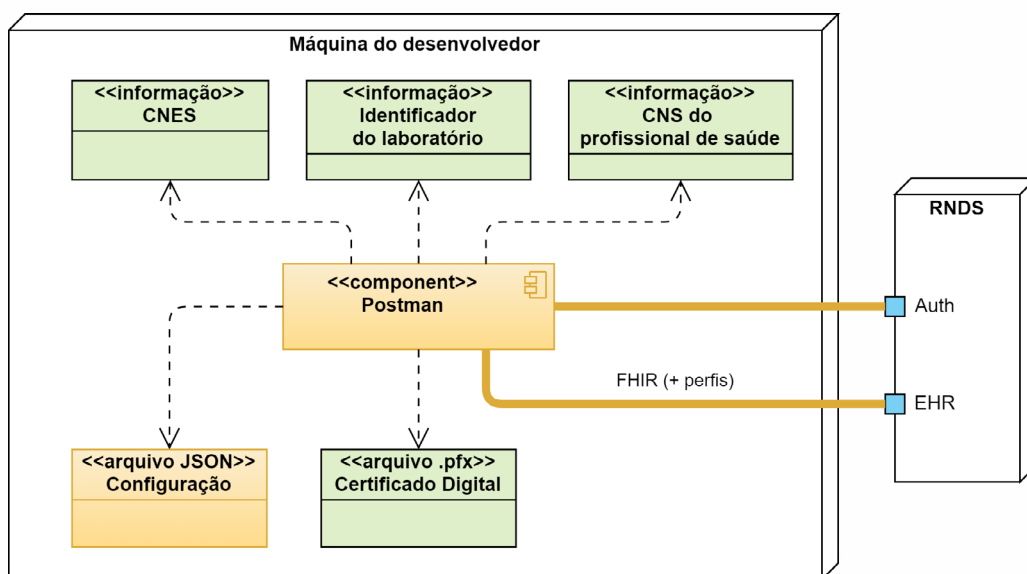 Máquina do desenvolvedor
<<informação>>
CNES
<<informação>>
Identificador
do laboratório
<<informação>>
CNS do
profissional de saúde
RNDS
<<component>>
Postman
Auth
FHIR (+ perfis)
EHR
<<arquivo JSON>>
Configuração
<<arquivo .pfx>>
Certificado Digital